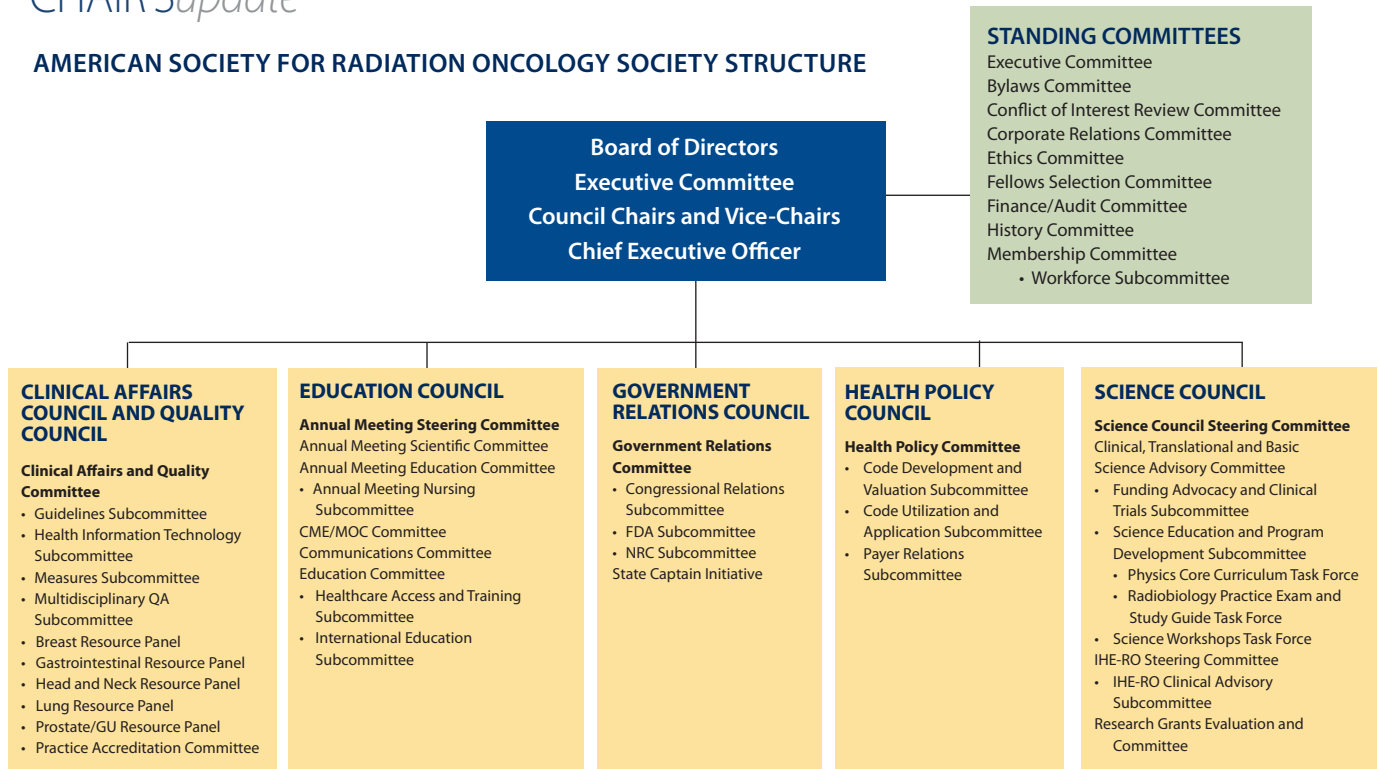 CHAIR'Supdate
AMERICAN SOCIETY FOR RADIATION ONCOLOGY SOCIETY STRUCTURE
Board of Directors
Executive Committee
Council Chairs and Vice-Chairs
Chief Executive Officer
STANDING COMMITTEES
Executive Committee
Bylaws Committee
Conflict of Interest Review Committee
Corporate Relations Committee
Ethics Committee
Fellows Selection Committee
Finance/Audit Committee
History Committee
Membership Committee
• Workforce Subcommittee
CLINICAL AFFAIRS
COUNCIL AND QUALITY
COUNCIL
Clinical Affairs and Quality
Committee
• Guidelines Subcommittee
• Health Information Technology
Subcommittee
• Measures Subcommittee
• Multidisciplinary QA
Subcommittee
• Breast Resource Panel
• Gastrointestinal Resource Panel
• Head and Neck Resource Panel
• Lung Resource Panel
• Prostate/GU Resource Panel
• Practice Accreditation Committee
EDUCATION COUNCIL
Annual Meeting Steering Committee
Annual Meeting Scientific Committee
Annual Meeting Education Committee
• Annual Meeting Nursing
Subcommittee
CME/MOC Committee
Communications Committee
Education Committee
• Healthcare Access and Training
Subcommittee
• International Education
Subcommittee
GOVERNMENT
RELATIONS COUNCIL
Government Relations
Committee
• Congressional Relations
Subcommittee
• FDA Subcommittee
• NRC Subcommittee
State Captain Initiative
HEALTH POLICY
COUNCIL
Health Policy Committee
• Code Development and
Valuation Subcommittee
• Code Utilization and
Application Subcommittee
• Payer Relations
Subcommittee
SCIENCE COUNCIL
Science Council Steering Committee
Clinical, Translational and Basic
Science Advisory Committee
• Funding Advocacy and Clinical
Trials Subcommittee
• Science Education and Program
Development Subcommittee
• Physics Core Curriculum Task Force
• Radiobiology Practice Exam and
Study Guide Task Force
• Science Workshops Task Force
IHE-RO Steering Committee
• IHE-RO Clinical Advisory
Subcommittee
Research Grants Evaluation and
Committee